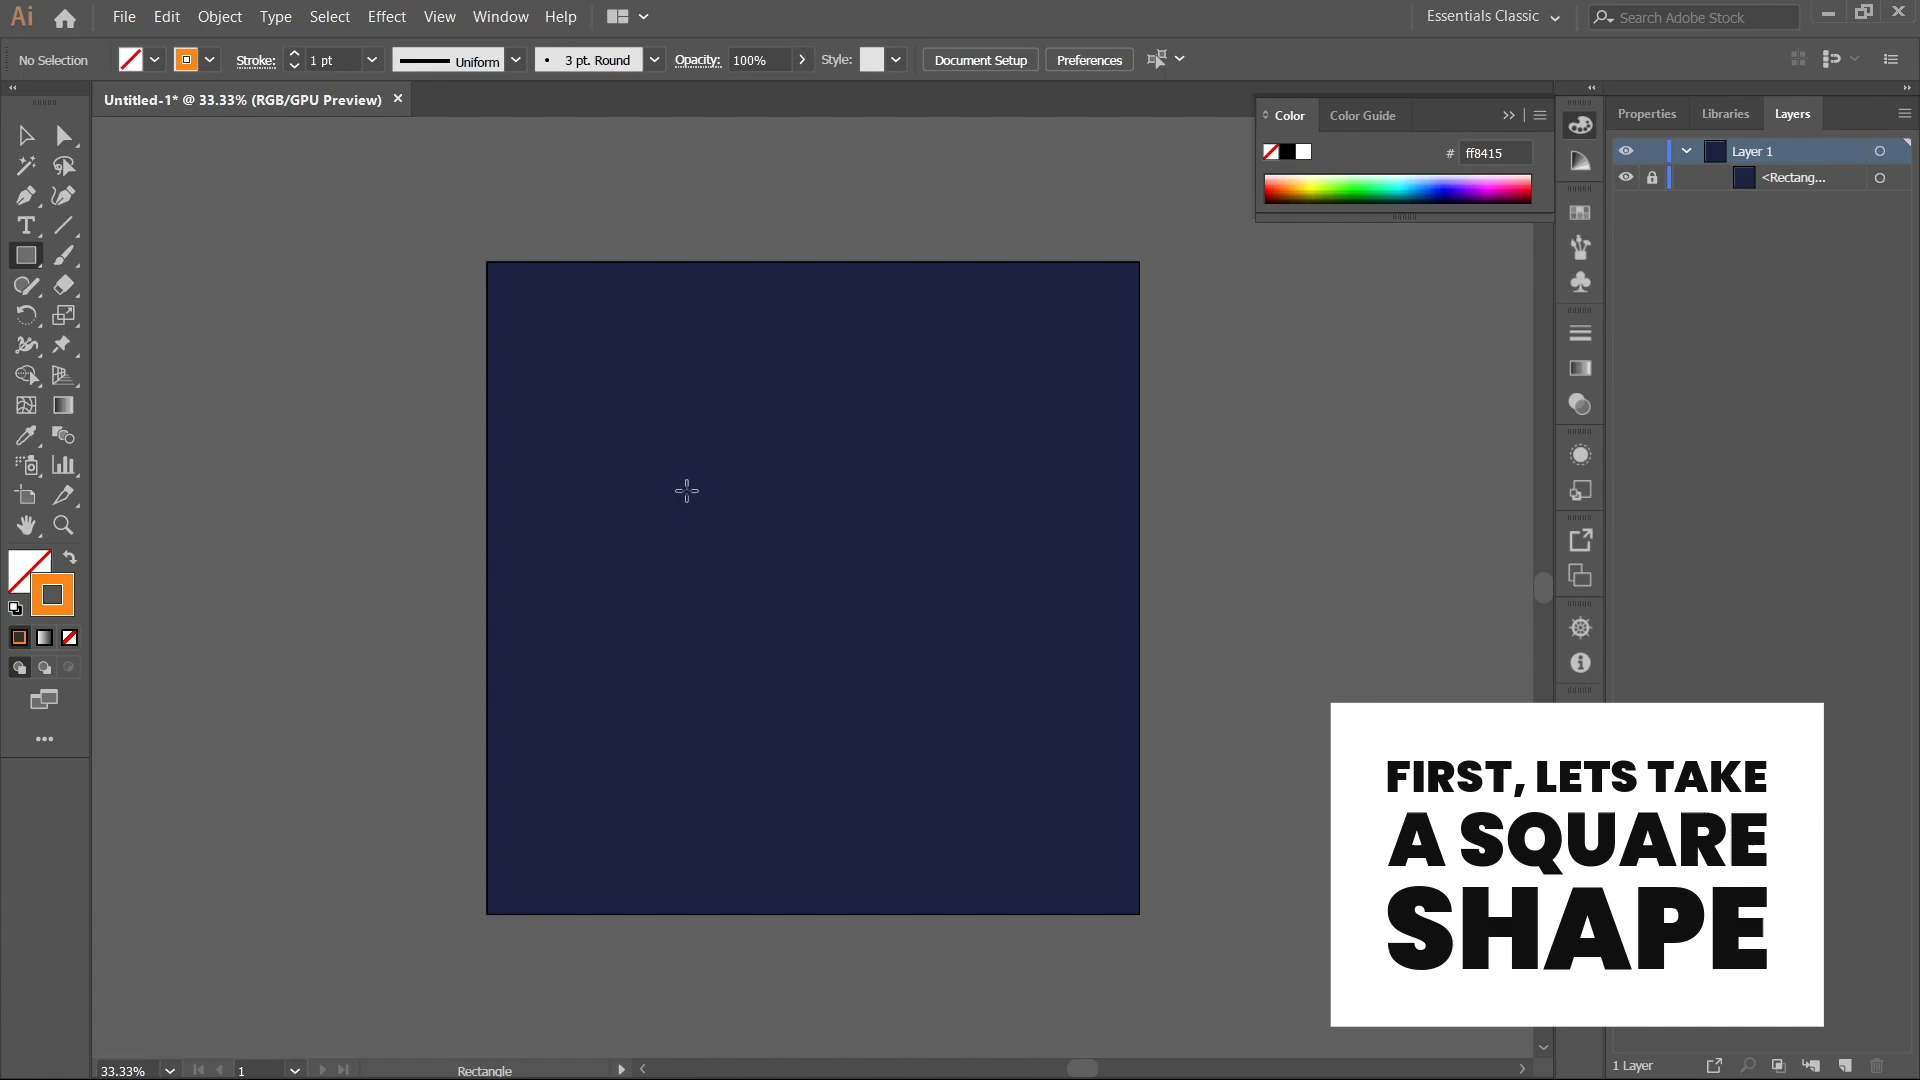 Ai File Edit Object Type Select Effect View Window Help Essentials Classic Search Adobe Stock
No Selection Stroke: 1 pt Uniform 3 pt. Round Opacity: 100% Style: Document Setup Preferences
Untitled-1* @ 33.33% (RGB/GPU Preview)
Color Color Guide
# ff8415
Properties Libraries Layers
Layer 1
<Rectang...
FIRST, LETS TAKE
A SQUARE
SHAPE
33.33% 1 Rectangle
1 Layer